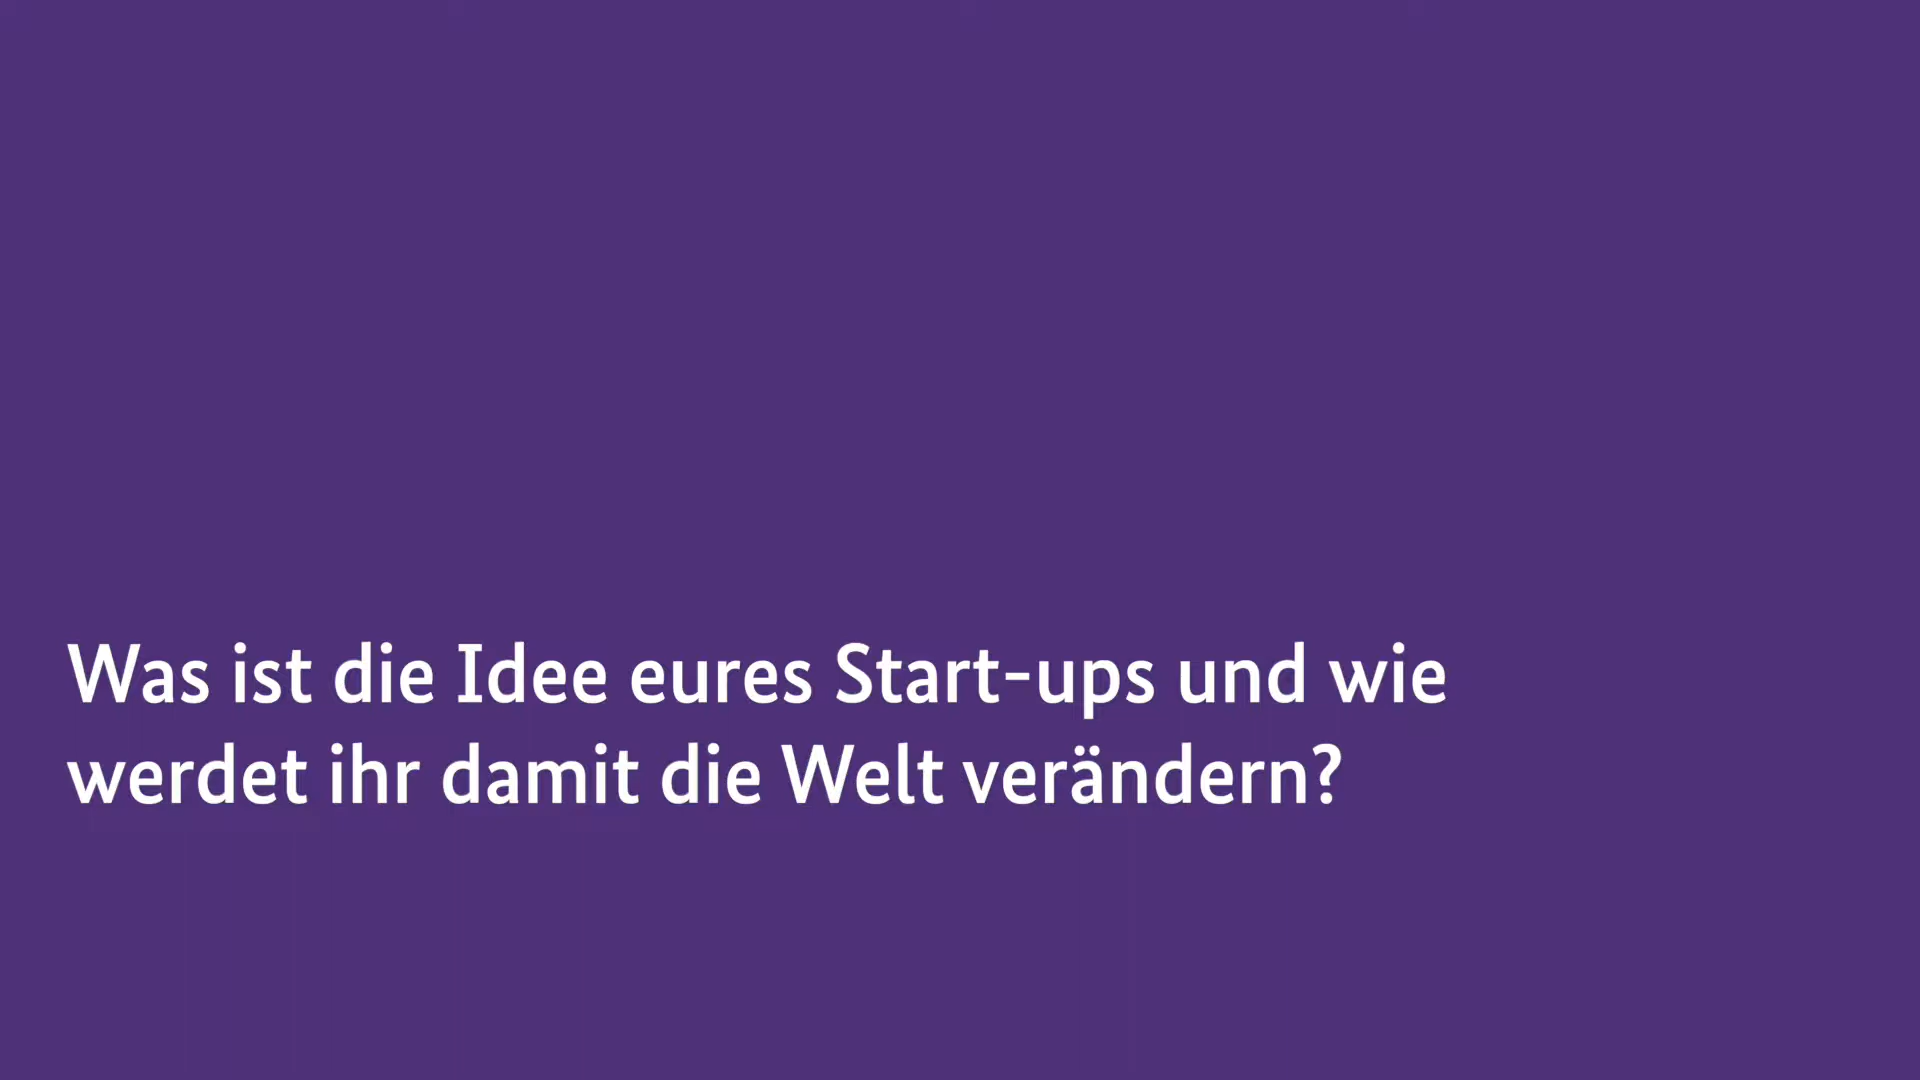 Was ist die Idee eures Start-ups und wie
werdet ihr damit die Welt verändern?